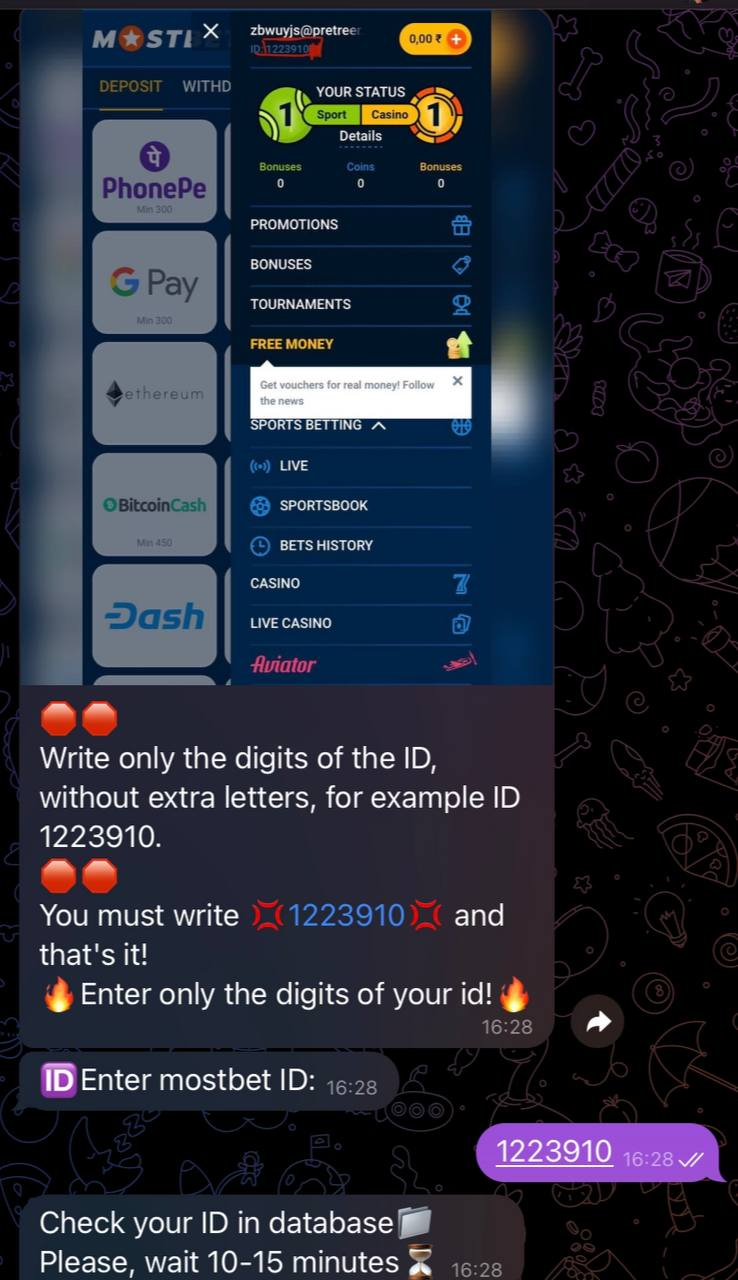 MOSTBET
zbwuyjs@pretreer
ID:1223910
0,00 ₹ +
DEPOSIT WITHD
YOUR STATUS
1 Sport Casino 1
Details
Bonuses Coins Bonuses
0 0 0
पे
PhonePe
Min 300
G Pay
Min 300
ethereum
BitcoinCash
Min 450
Dash
PROMOTIONS
BONUSES
TOURNAMENTS
FREE MONEY
Get vouchers for real money! Follow
the news
SPORTS BETTING
LIVE
SPORTSBOOK
BETS HISTORY
CASINO 7
LIVE CASINO
Aviator
🛑🛑
Write only the digits of the ID,
without extra letters, for example ID
1223910.
🛑🛑
You must write 💢1223910💢 and
that's it!
🔥Enter only the digits of your id!🔥
16:28
🆔Enter mostbet ID: 16:28
1223910 16:28
Check your ID in database📁
Please, wait 10-15 minutes⏳ 16:28